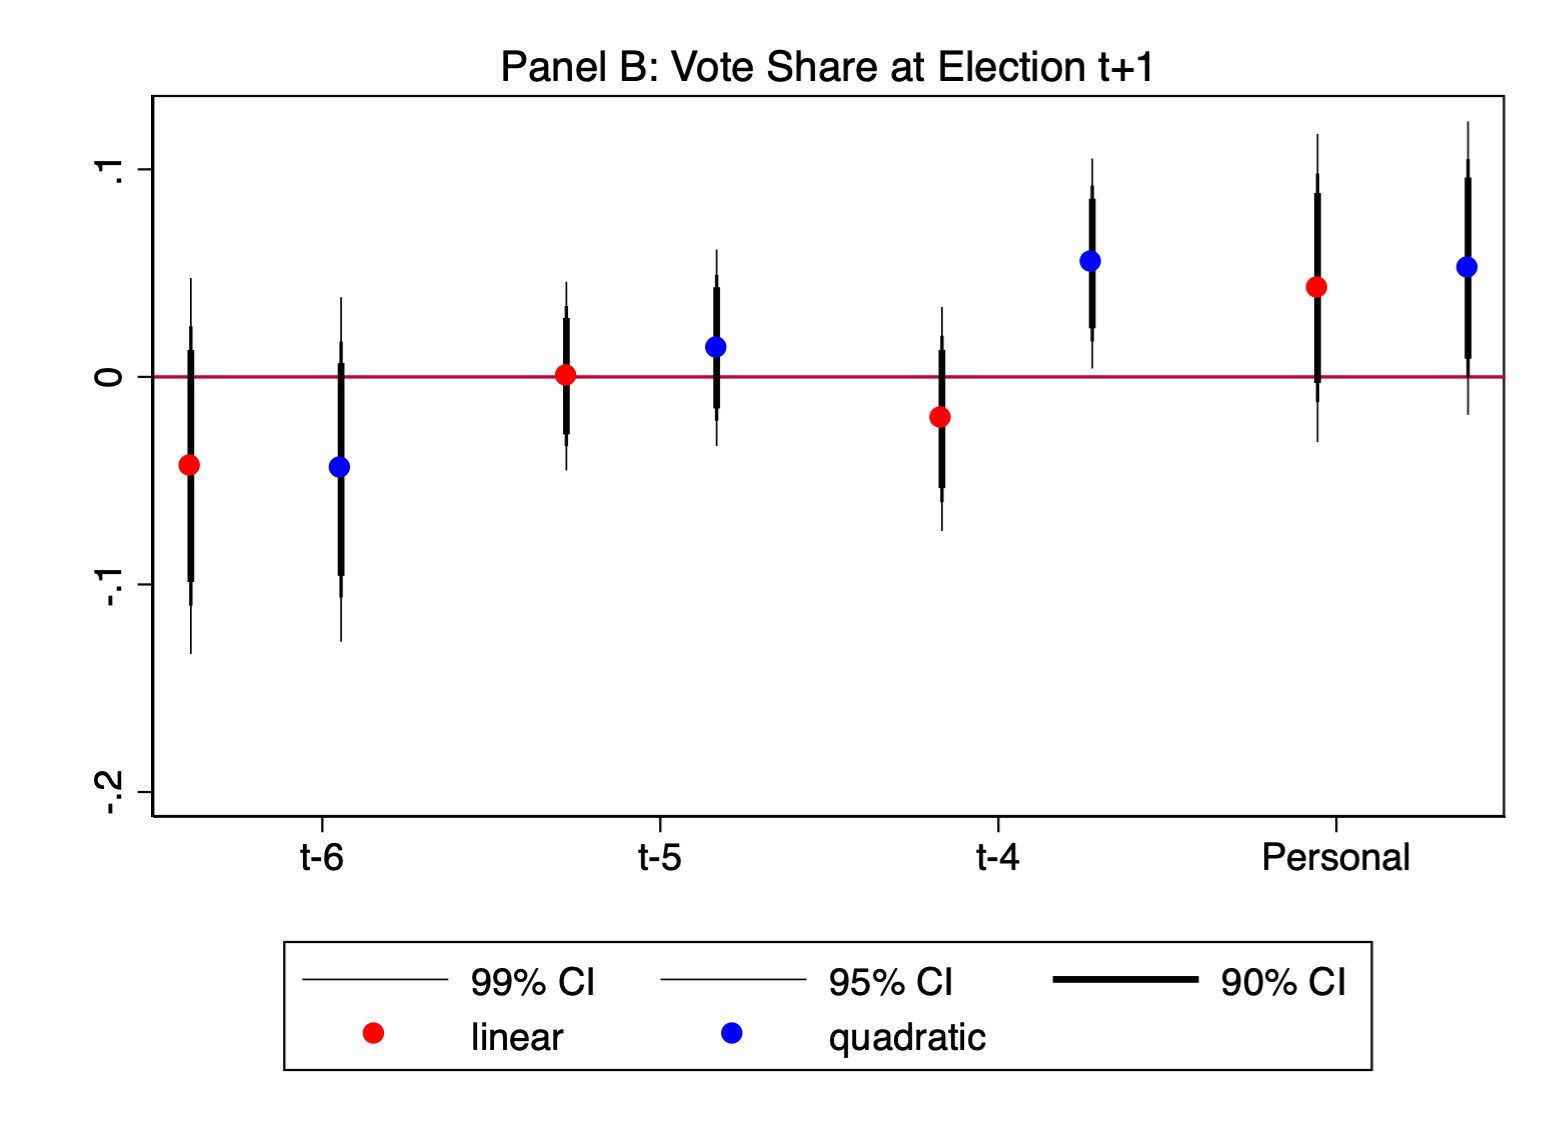 Panel B: Vote Share at Election t+1
.1
0
-.1
-.2
t-6 t-5 t-4 Personal
99% CI 95% CI 90% CI
linear quadratic